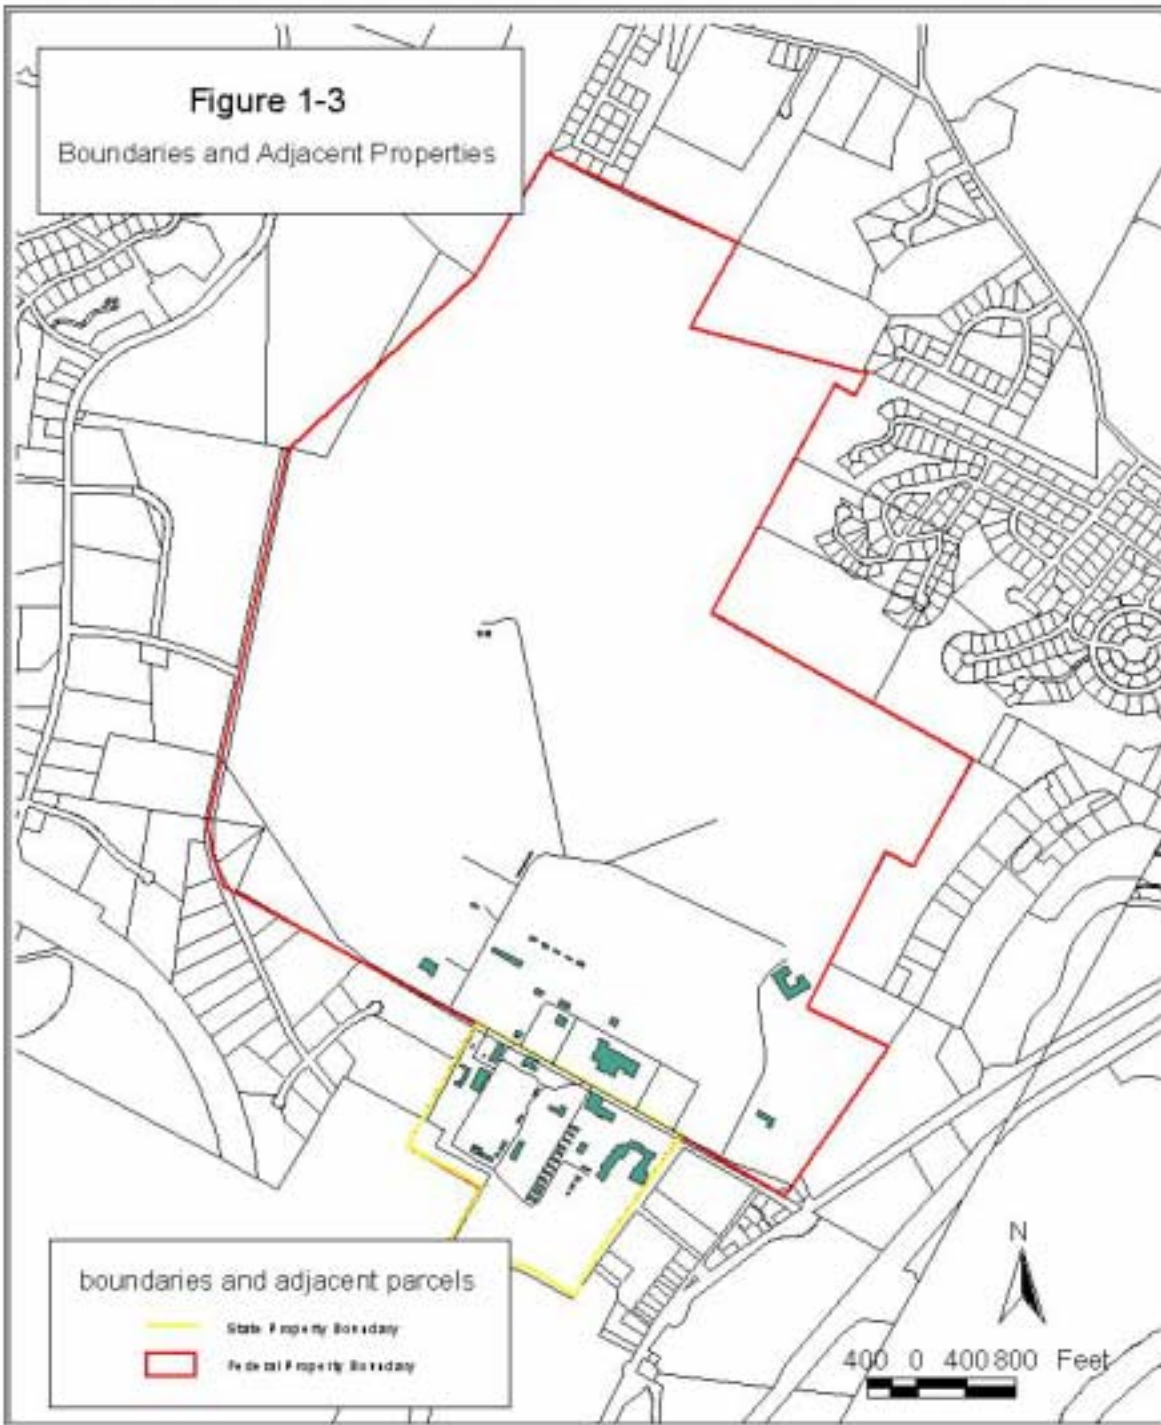 Figure 1-3
Boundaries and Adjacent Properties
boundaries and adjacent parcels
State Property Boundary
Federal Property Boundary
N
400 0 400 800 Feet